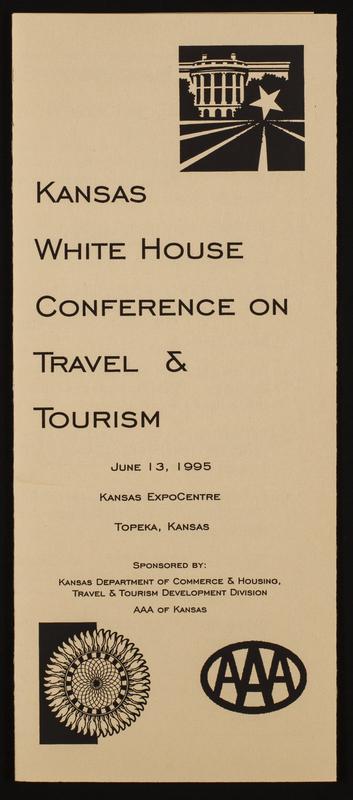 Kansas
White House
Conference on
Travel &
Tourism
June 13, 1995
Kansas ExpoCentre
Topeka, Kansas
Sponsored by:
Kansas Department of Commerce & Housing,
Travel & Tourism Development Division
AAA of Kansas
AAA